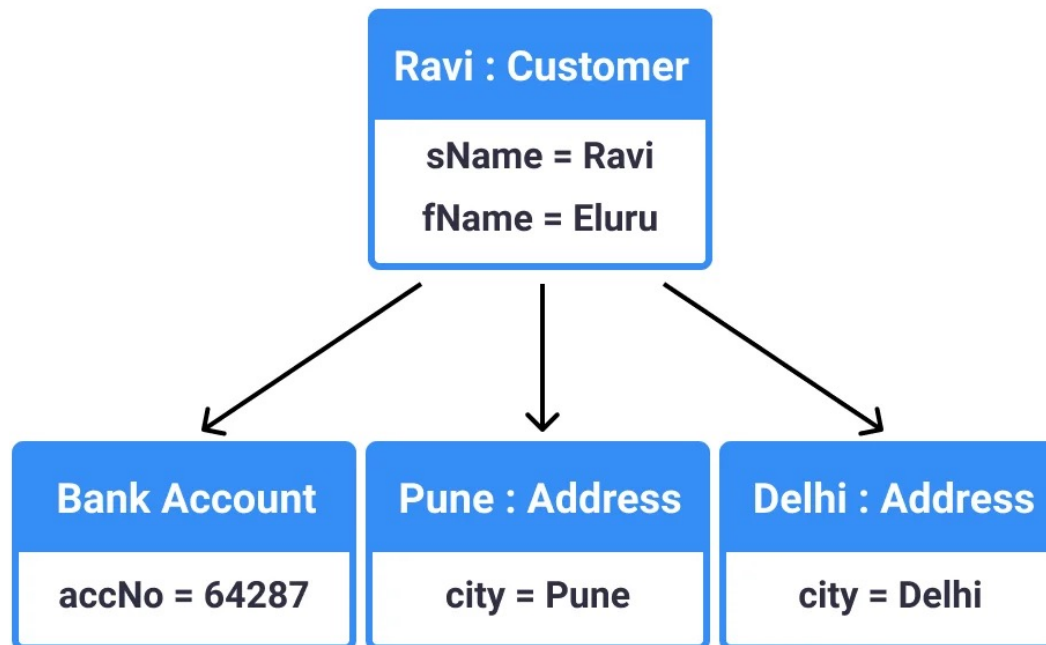 Ravi : Customer
sName = Ravi
fName = Eluru
Bank Account
accNo = 64287
Pune : Address
city = Pune
Delhi : Address
city = Delhi